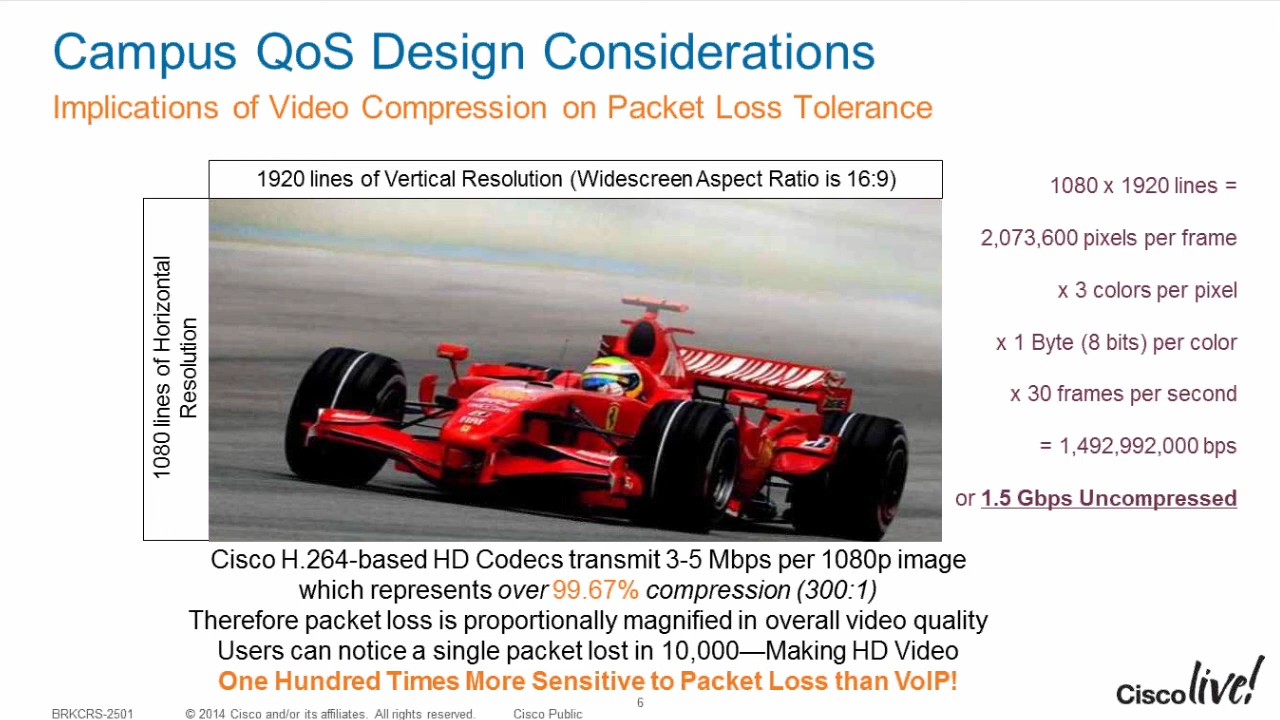 Campus QoS Design Considerations
Implications of Video Compression on Packet Loss Tolerance
1920 lines of Vertical Resolution (Widescreen Aspect Ratio is 16:9)
1080 lines of Horizontal
Resolution
1080 x 1920 lines =
2,073,600 pixels per frame
x 3 colors per pixel
x 1 Byte (8 bits) per color
x 30 frames per second
= 1,492,992,000 bps
or 1.5 Gbps Uncompressed
Cisco H.264-based HD Codecs transmit 3-5 Mbps per 1080p image
which represents over 99.67% compression (300:1)
Therefore packet loss is proportionally magnified in overall video quality
Users can notice a single packet lost in 10,000—Making HD Video
One Hundred Times More Sensitive to Packet Loss than VoIP!
BRKCRS-2501
© 2014 Cisco and/or its affiliates. All rights reserved.
Cisco Public
6
Cisco live!